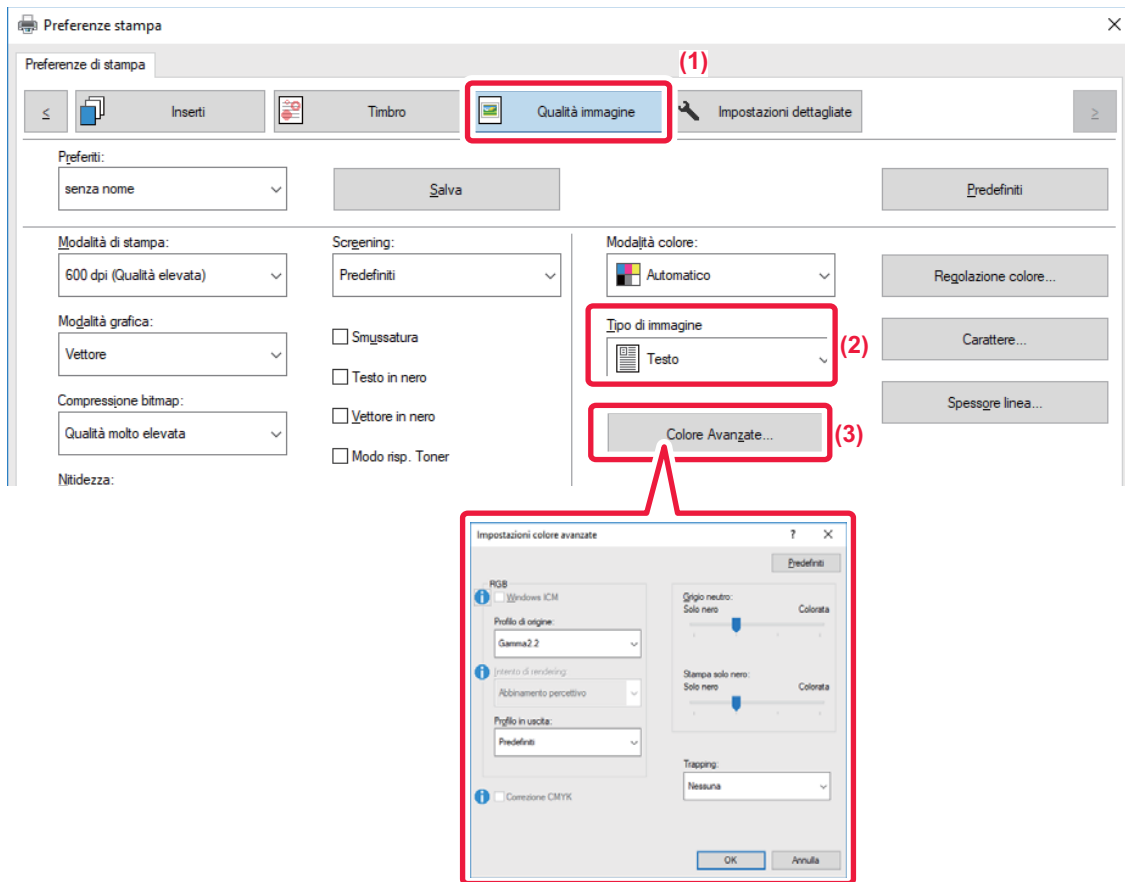 Preferenze stampa
Preferenze di stampa
(1)
< Inserti Timbro Qualità immagine Impostazioni dettagliate >
Preferiti:
senza nome Salva Predefiniti
Modalità di stampa: Screening: Modalità colore:
600 dpi (Qualità elevata) Predefiniti Automatico Regolazione colore...
Modalità grafica: Smussatura Tipo di immagine
Vettore Testo (2) Carattere...
Testo in nero
Compressione bitmap: Spessore linea...
Qualità molto elevata Vettore in nero Colore Avanzate... (3)
Modo risp. Toner
Nitidezza:
Impostazioni colore avanzate ?
Predefiniti
RGB
Windows ICM
Profilo di origine:
Gamma2.2
Intento di rendering:
Abbinamento percettivo
Profilo in uscita:
Predefiniti
Correzione CMYK
Grigio neutro:
Solo nero Colorata
Stampa solo nero:
Solo nero Colorata
Trapping:
Nessuna
OK Annulla